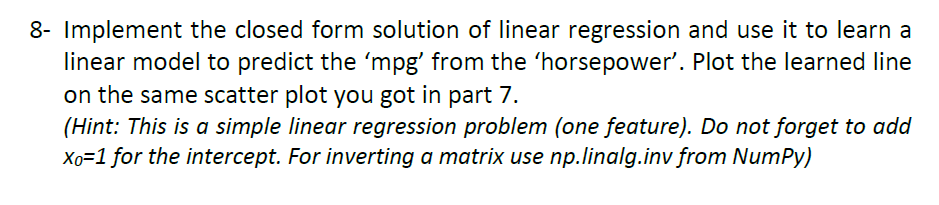 8- Implement the closed form solution of linear regression and use it to learn a
linear model to predict the ‘mpg’ from the ‘horsepower’. Plot the learned line
on the same scatter plot you got in part 7.
(Hint: This is a simple linear regression problem (one feature). Do not forget to add
x₀=1 for the intercept. For inverting a matrix use np.linalg.inv from NumPy)